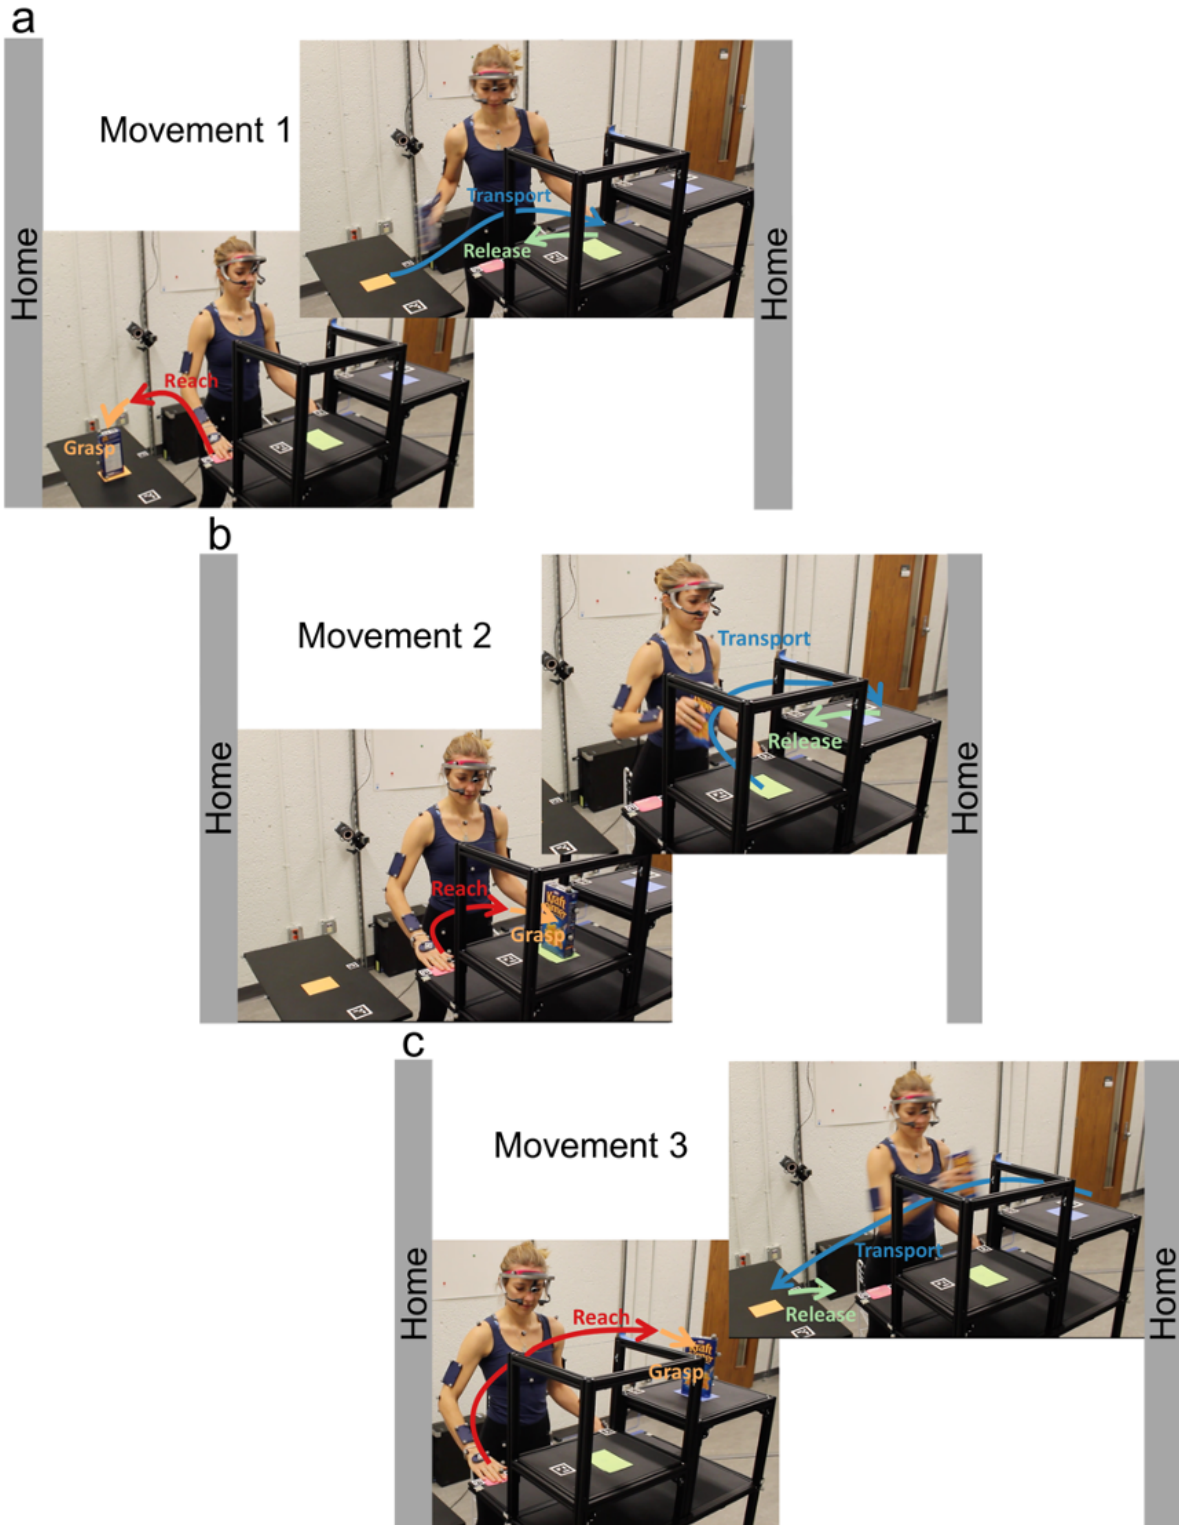 a
Home
Movement 1
Home
Transport
Release
Reach
Grasp
b
Home
Movement 2
Home
Transport
Release
Reach
Kraft
Grasp
c
Home
Movement 3
Home
Transport
Release
Reach
Grasp